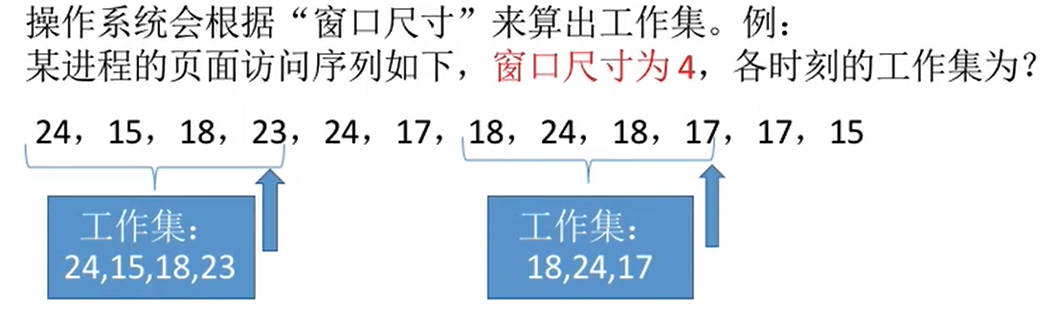 操作系统会根据“窗口尺寸”来算出工作集。例：
某进程的页面访问序列如下，窗口尺寸为4，各时刻的工作集为？
24，15，18，23，24，17，18，24，18，17，17，15
工作集：
24,15,18,23
工作集：
18,24,17